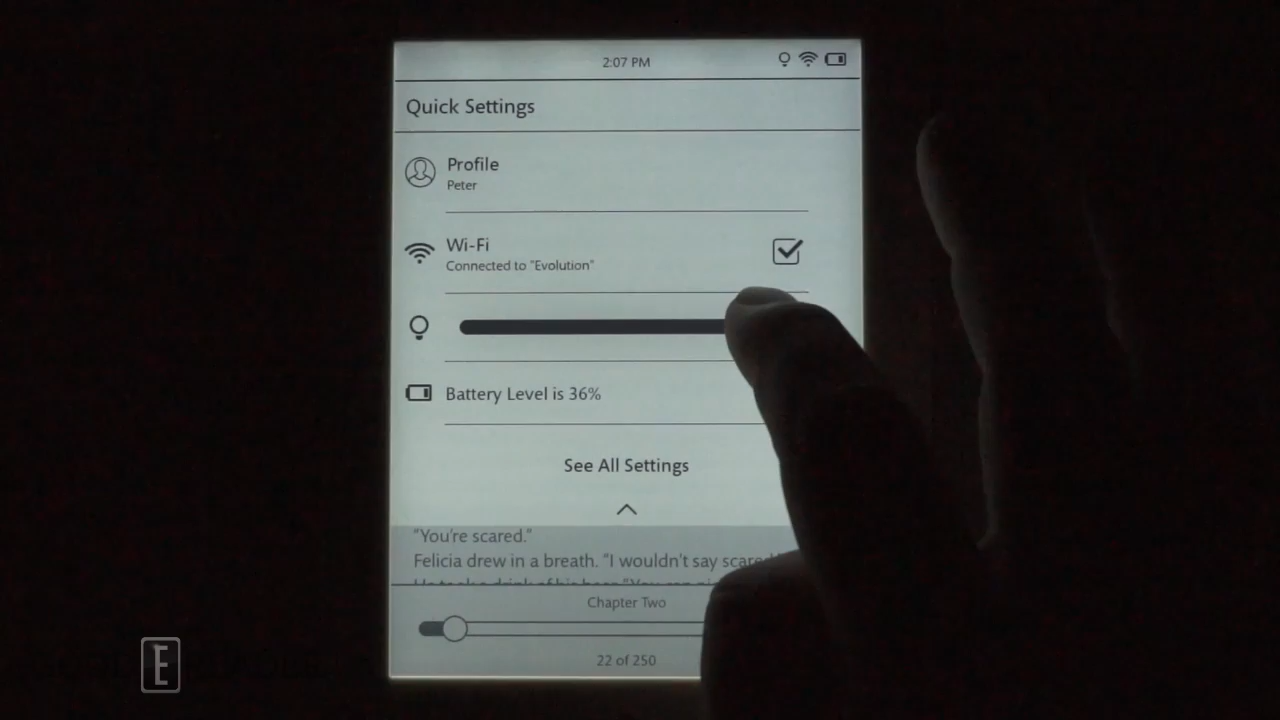 2:07 PM
Quick Settings
Profile
Peter
Wi-Fi
Connected to "Evolution"
Battery Level is 36%
See All Settings
"You're scared."
Felicia drew in a breath. "I wouldn't say scared
Chapter Two
22 of 250
E